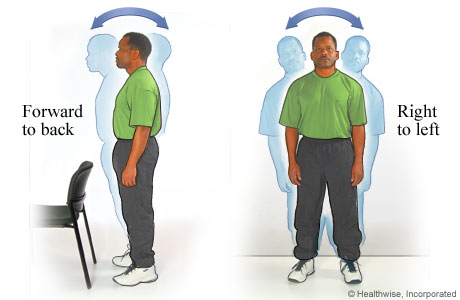 Forward
to back
Right
to left
© Healthwise, Incorporated